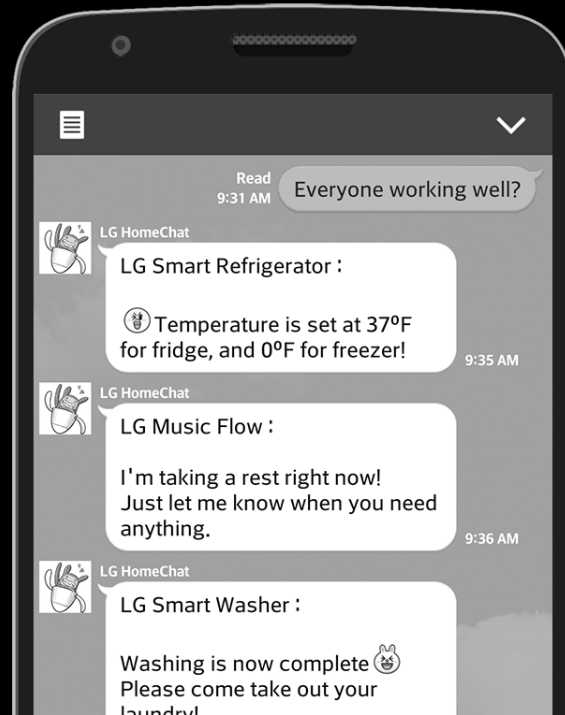 Read
9:31 AM
Everyone working well?
LG HomeChat
LG Smart Refrigerator :
Temperature is set at 37ºF
for fridge, and 0ºF for freezer!
9:35 AM
LG HomeChat
LG Music Flow :
I'm taking a rest right now!
Just let me know when you need
anything.
9:36 AM
LG HomeChat
LG Smart Washer :
Washing is now complete
Please come take out your
laundry!